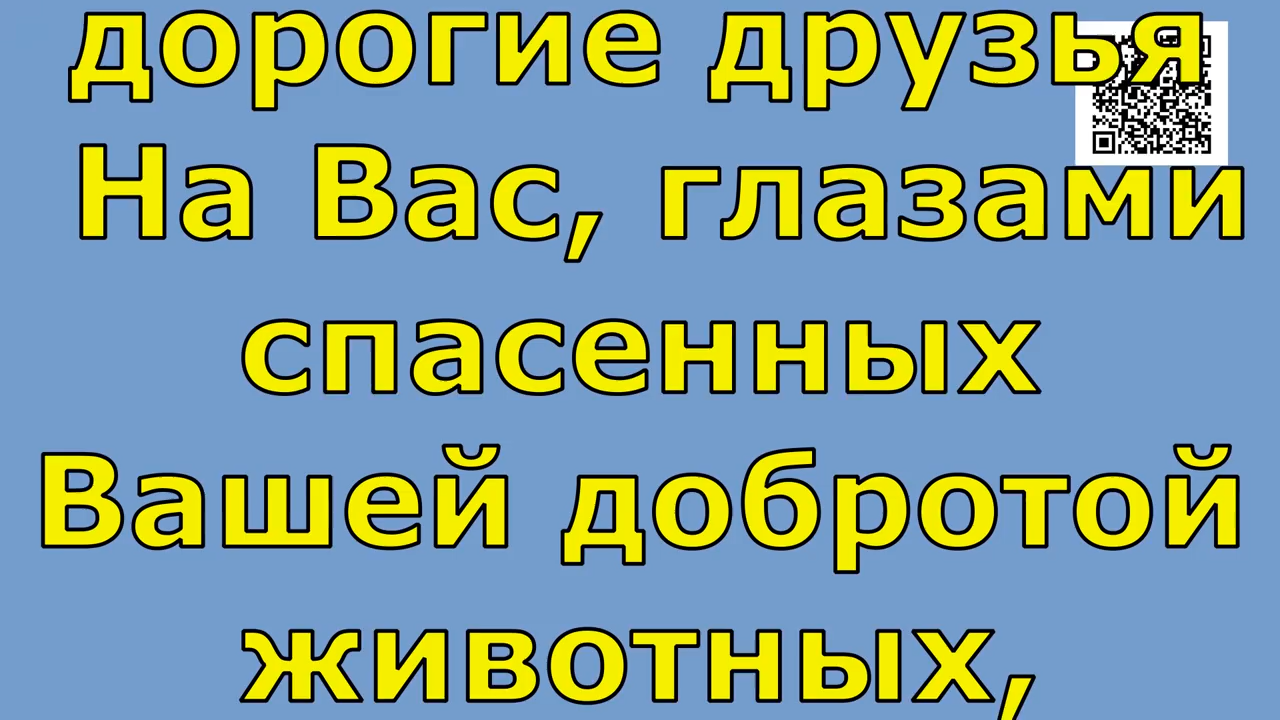 дорогие друзья
На Вас, глазами
спасенных
Вашей добротой
животных,